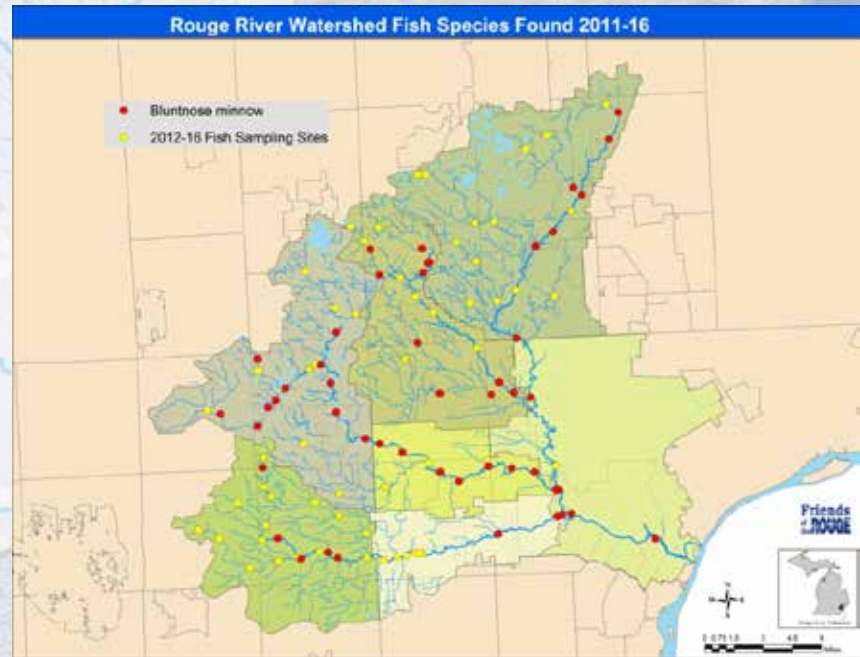 Rouge River Watershed Fish Species Found 2011-16
Bluntnose minnow
2012-16 Fish Sampling Sites
Friends
of the ROUGE
Miles